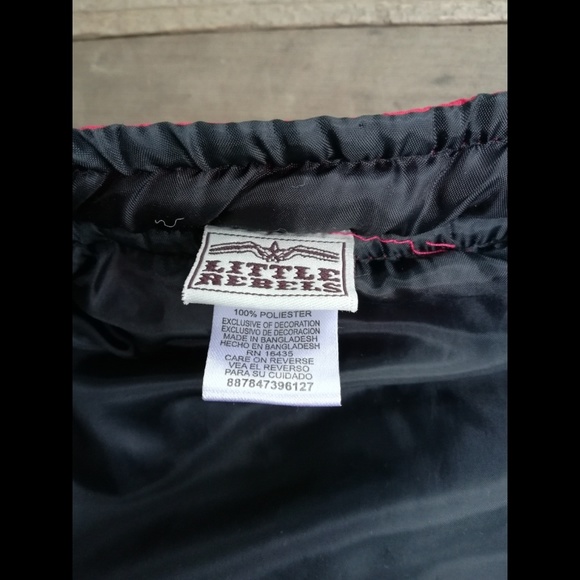 LITTLE
REBELS
100% POLIESTER
EXCLUSIVE OF DECORATION
EXCLUSIVO DE DECORACION
MADE IN BANGLADESH
HECHO EN BANGLADESH
RN 16435
CARE ON REVERSE
VEA EL REVERSO
PARA SU CUIDADO
887847396127